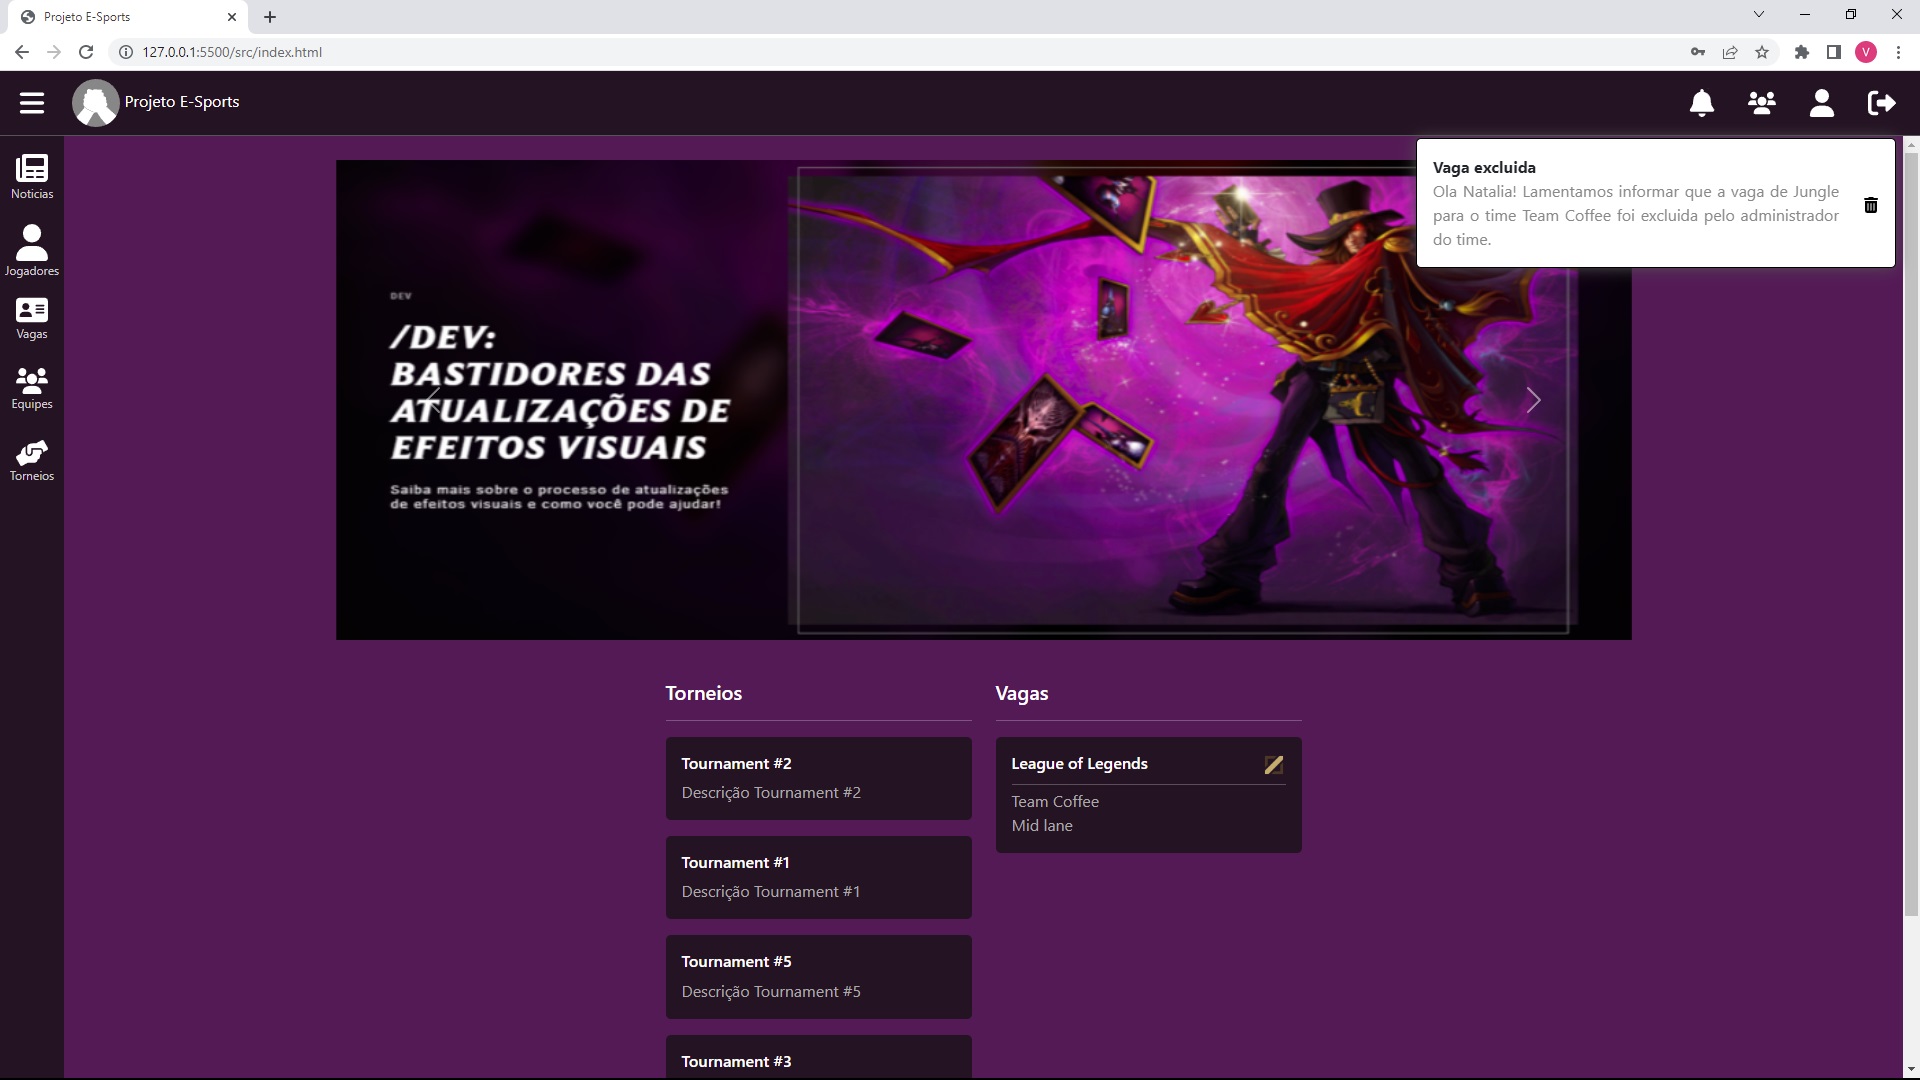 Projeto E-Sports
127.0.0.1:5500/src/index.html
V
Projeto E-Sports
Noticias
Jogadores
Vagas
Equipes
Torneios
Vaga excluida
Ola Natalia! Lamentamos informar que a vaga de Jungle
para o time Team Coffee foi excluida pelo administrador
do time.
DEV
/DEV:
BASTIDORES DAS
ATUALIZAÇÕES DE
EFEITOS VISUAIS
Saiba mais sobre o processo de atualizações
de efeitos visuais e como você pode ajudar!
Torneios
Tournament #2
Descrição Tournament #2
Tournament #1
Descrição Tournament #1
Tournament #5
Descrição Tournament #5
Tournament #3
Vagas
League of Legends
Team Coffee
Mid lane